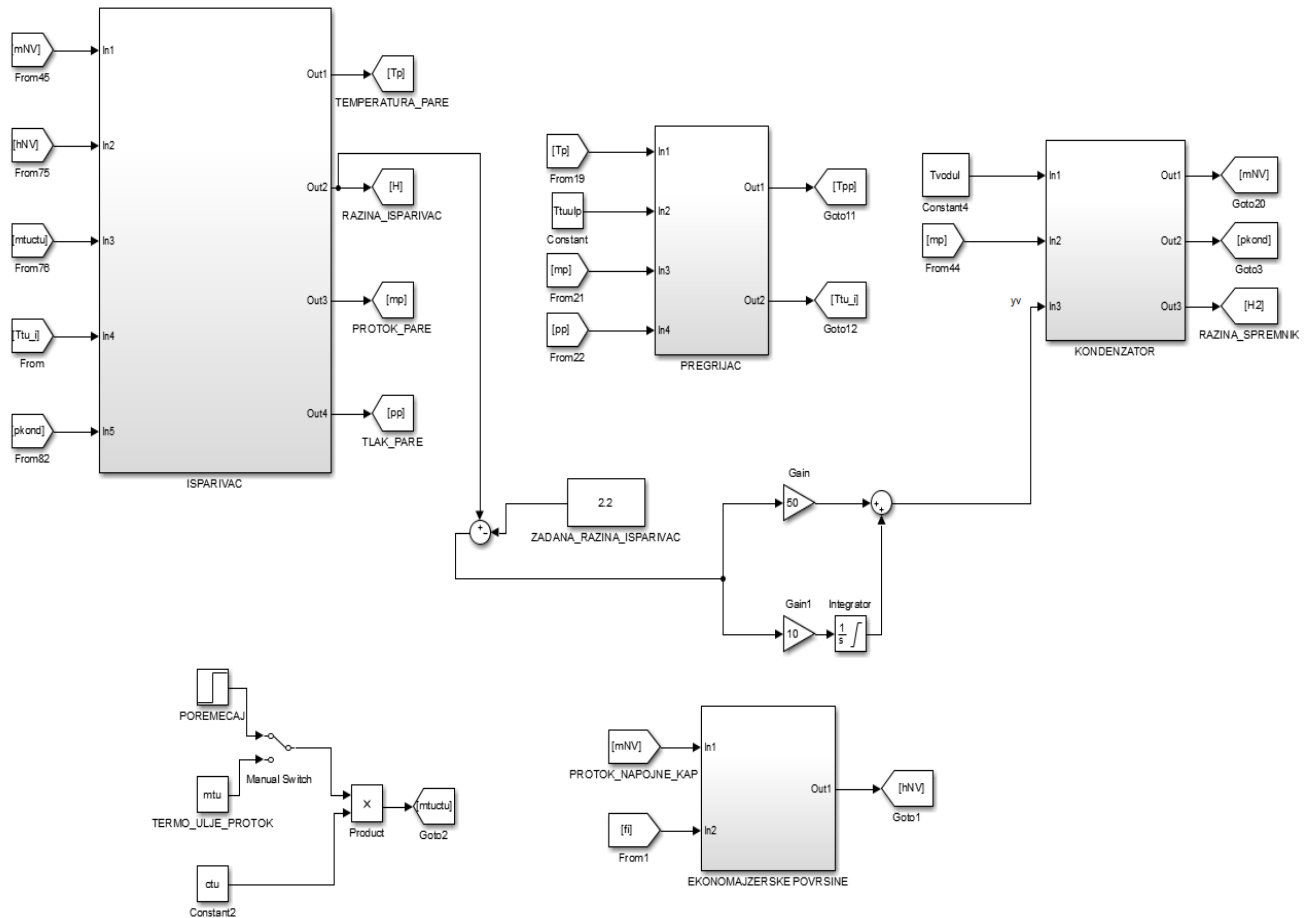 [mNV]
From45
In1
[hNV]
From75
In2
[mtuctu]
From76
In3
[Ttu_i]
From
In4
[pkond]
From82
In5
Out1
[Tp]
TEMPERATURA_PARE
Out2
[H]
RAZINA_ISPARIVAC
Out3
[mp]
PROTOK_PARE
Out4
[pp]
TLAK_PARE
ISPARIVAC
[Tp]
From19
In1
Ttuulp
Constant
In2
[mp]
From21
In3
[pp]
From22
In4
Out1
[Tpp]
Goto11
Out2
[Ttu_i]
Goto12
PREGRIJAC
Tvodul
Constant4
In1
[mp]
From44
In2
yv
In3
Out1
[mNV]
Goto20
Out2
[pkond]
Goto3
Out3
[H2]
RAZINA_SPREMNIK
KONDENZATOR
+
-
2.2
ZADANA_RAZINA_ISPARIVAC
Gain
50
+
+
Gain1
10
Integrator
1
s
POREMECAJ
Manual Switch
mtu
TERMO_ULJE_PROTOK
×
Product
[mtuctu]
Goto2
ctu
Constant2
[mNV]
PROTOK_NAPOJNE_KAP
In1
[fi]
From1
In2
Out1
[hNV]
Goto1
EKONOMAJZERSKE POVRSINE